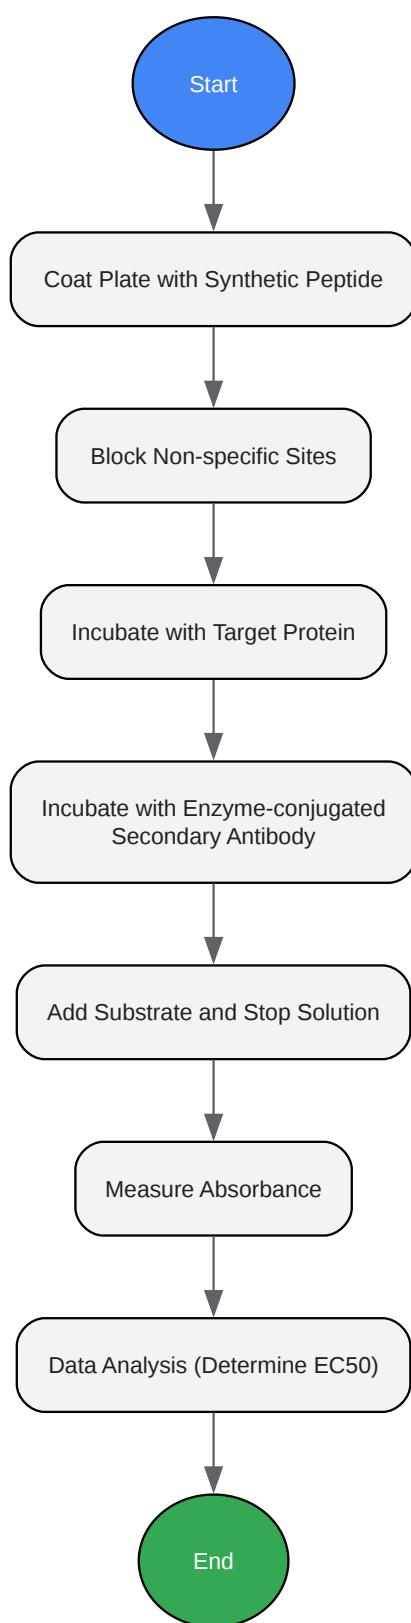 Start
Coat Plate with Synthetic Peptide
Block Non-specific Sites
Incubate with Target Protein
Incubate with Enzyme-conjugated
Secondary Antibody
Add Substrate and Stop Solution
Measure Absorbance
Data Analysis (Determine EC50)
End